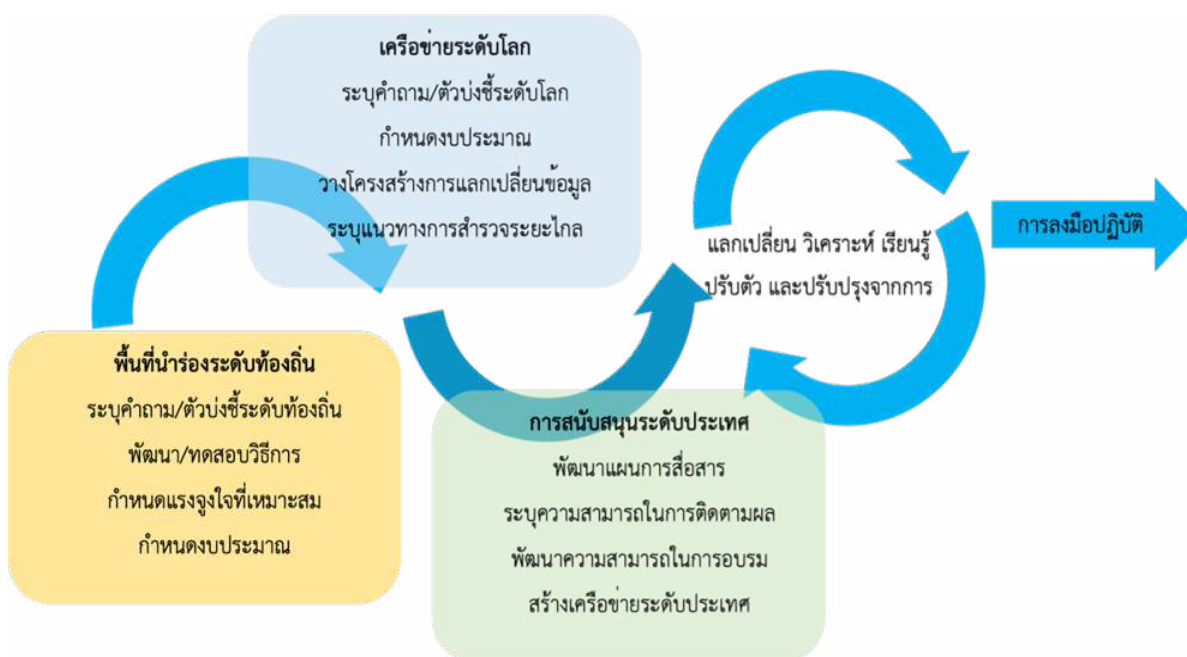 เครือข่ายระดับโลก
ระบุคำถาม/ตัวบ่งชี้ระดับโลก
กำหนดงบประมาณ
วางโครงสร้างการแลกเปลี่ยนข้อมูล
ระบุแนวทางการสำรวจระยะไกล
แลกเปลี่ยน วิเคราะห์ เรียนรู้
ปรับตัว และปรับปรุงจากการ
การลงมือปฏิบัติ
พื้นที่นำร่องระดับท้องถิ่น
ระบุคำถาม/ตัวบ่งชี้ระดับท้องถิ่น
พัฒนา/ทดสอบวิธีการ
กำหนดแรงจูงใจที่เหมาะสม
กำหนดงบประมาณ
การสนับสนุนระดับประเทศ
พัฒนาแผนการสื่อสาร
ระบุความสามารถในการติดตามผล
พัฒนาความสามารถในการอบรม
สร้างเครือข่ายระดับประเทศ